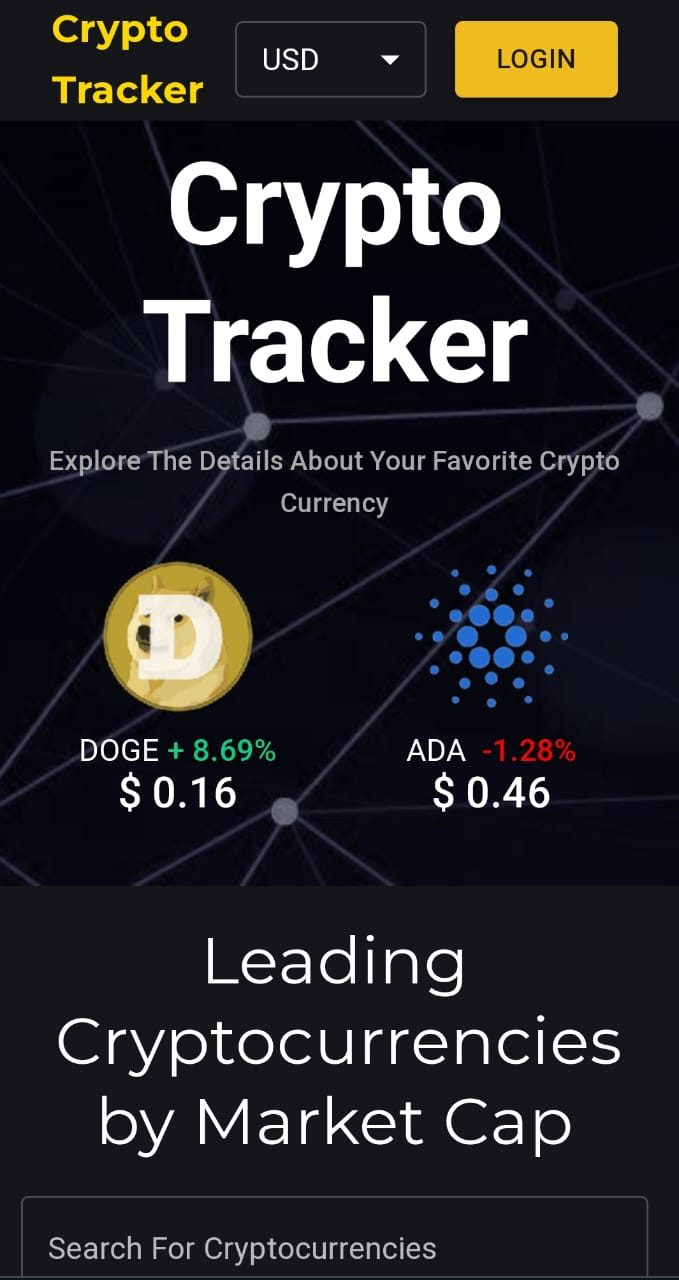 Crypto
Tracker
USD
LOGIN
Crypto
Tracker
Explore The Details About Your Favorite Crypto
Currency
D
DOGE + 8.69%
ADA -1.28%
$ 0.16
$ 0.46
Leading
Cryptocurrencies
by Market Cap
Search For Cryptocurrencies